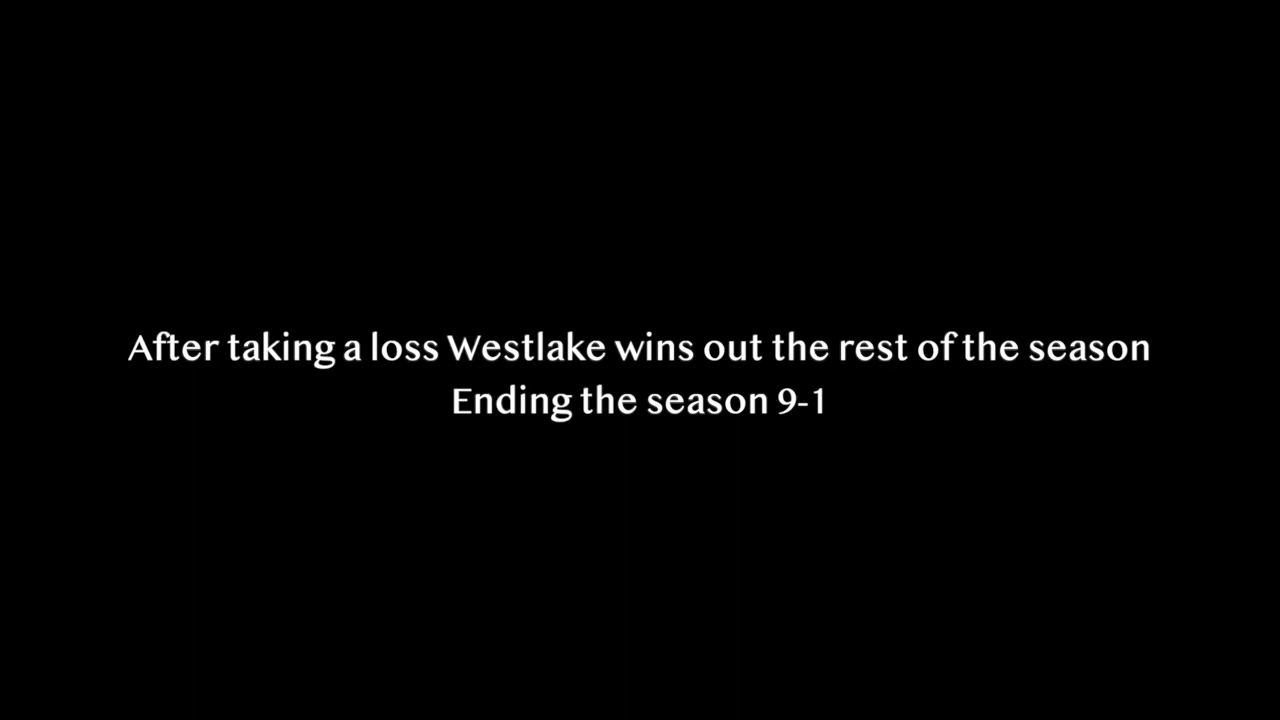 After taking a loss Westlake wins out the rest of the season
Ending the season 9-1